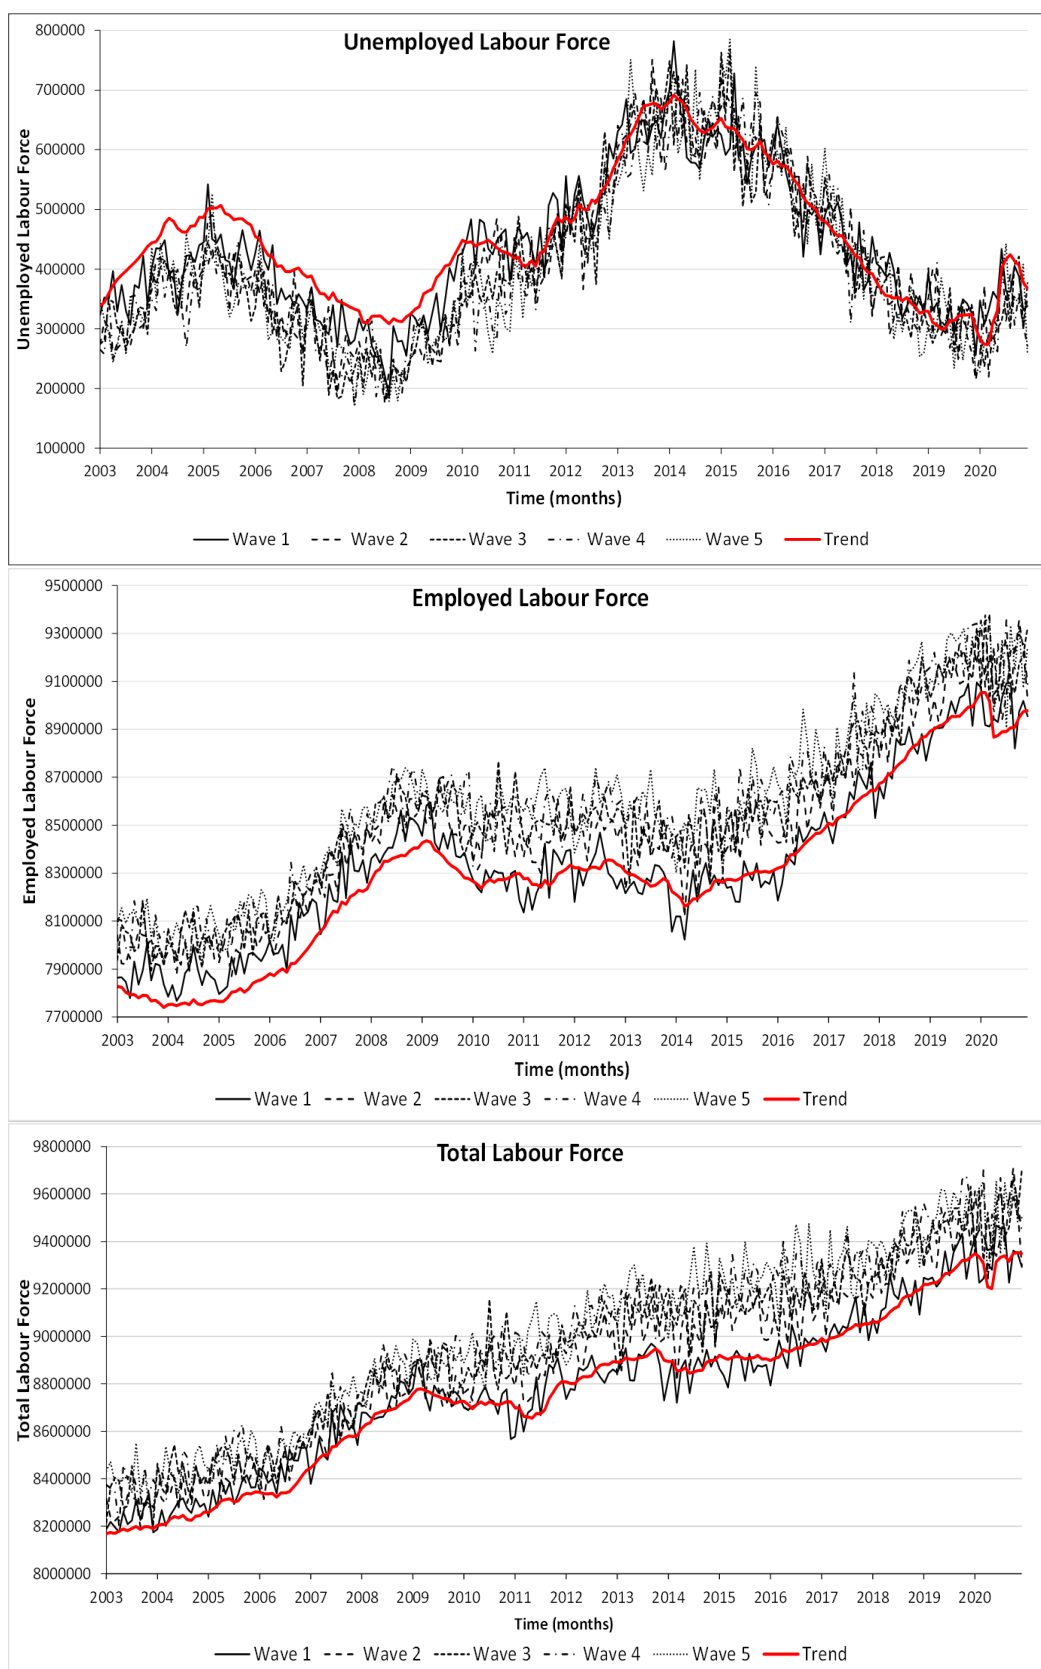 Unemployed Labour Force
Unemployed Labour Force
800000
700000
600000
500000
400000
300000
200000
100000
2003 2004 2005 2006 2007 2008 2009 2010 2011 2012 2013 2014 2015 2016 2017 2018 2019 2020
Time (months)
Wave 1 Wave 2 Wave 3 Wave 4 Wave 5 Trend
Employed Labour Force
Employed Labour Force
9500000
9300000
9100000
8900000
8700000
8500000
8300000
8100000
7900000
7700000
2003 2004 2005 2006 2007 2008 2009 2010 2011 2012 2013 2014 2015 2016 2017 2018 2019 2020
Time (months)
Wave 1 Wave 2 Wave 3 Wave 4 Wave 5 Trend
Total Labour Force
Total Labour Force
9800000
9600000
9400000
9200000
9000000
8800000
8600000
8400000
8200000
8000000
2003 2004 2005 2006 2007 2008 2009 2010 2011 2012 2013 2014 2015 2016 2017 2018 2019 2020
Time (months)
Wave 1 Wave 2 Wave 3 Wave 4 Wave 5 Trend